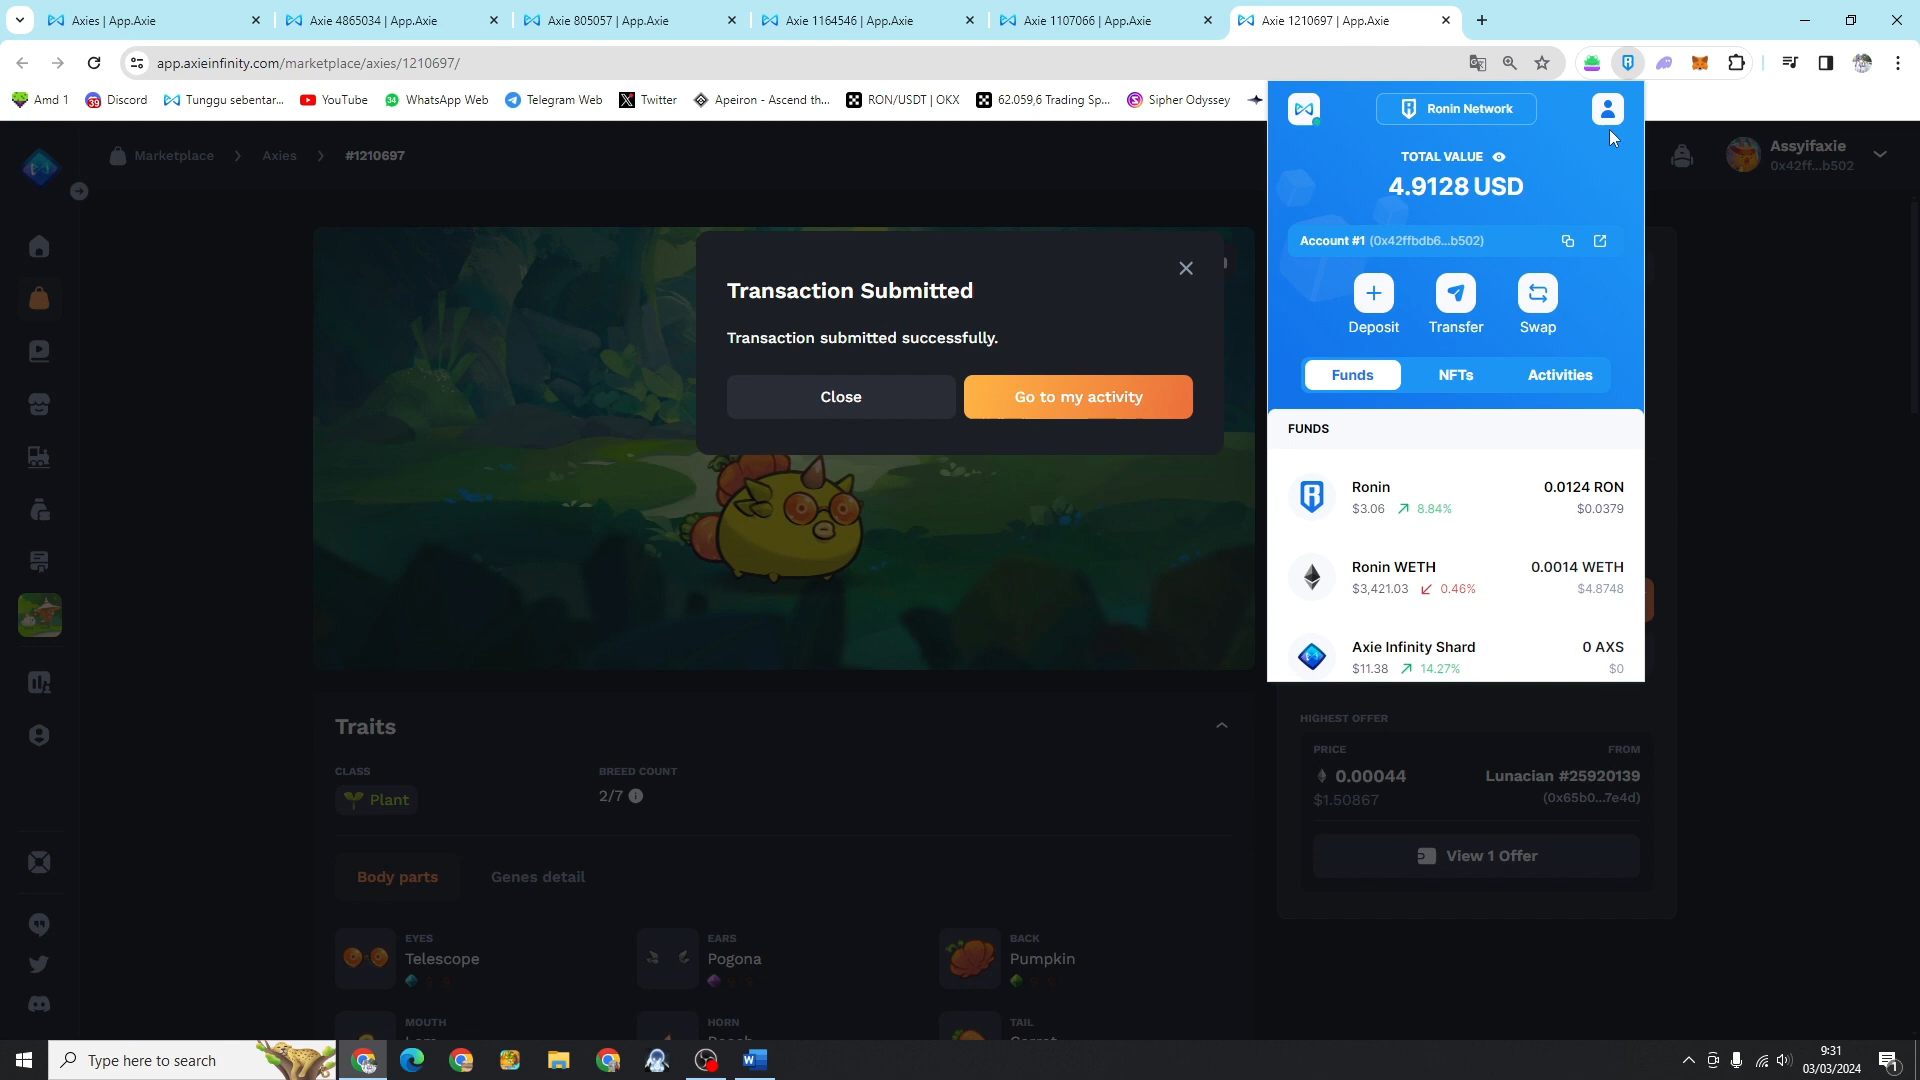 Axies | App.Axie
Axie 4865034 | App.Axie
Axie 805057 | App.Axie
Axie 1164546 | App.Axie
Axie 1107066 | App.Axie
Axie 1210697 | App.Axie
app.axieinfinity.com/marketplace/axies/1210697/
Amd 1
Discord
Tunggu sebentar...
YouTube
WhatsApp Web
Telegram Web
Twitter
Apeiron - Ascend th...
RON/USDT | OKX
62.059,6 Trading Sp...
Sipher Odyssey
Marketplace
Axies
#1210697
Assyifaxie
0x42ff...b502
Transaction Submitted
Transaction submitted successfully.
Close
Go to my activity
Ronin Network
TOTAL VALUE
4.9128 USD
Account #1 (0x42ffbdb6...b502)
Deposit
Transfer
Swap
Funds
NFTs
Activities
FUNDS
Ronin
0.0124 RON
$3.06
8.84%
$0.0379
Ronin WETH
0.0014 WETH
$3,421.03
0.46%
$4.8748
Axie Infinity Shard
0 AXS
$11.38
14.27%
$0
Traits
CLASS
Plant
BREED COUNT
2/7
Body parts
Genes detail
EYES
Telescope
EARS
Pogona
BACK
Pumpkin
MOUTH
HORN
TAIL
HIGHEST OFFER
PRICE
FROM
0.00044
Lunacian #25920139
$1.50867
(0x65b0...7e4d)
View 1 Offer
Type here to search
9:31
03/03/2024
1